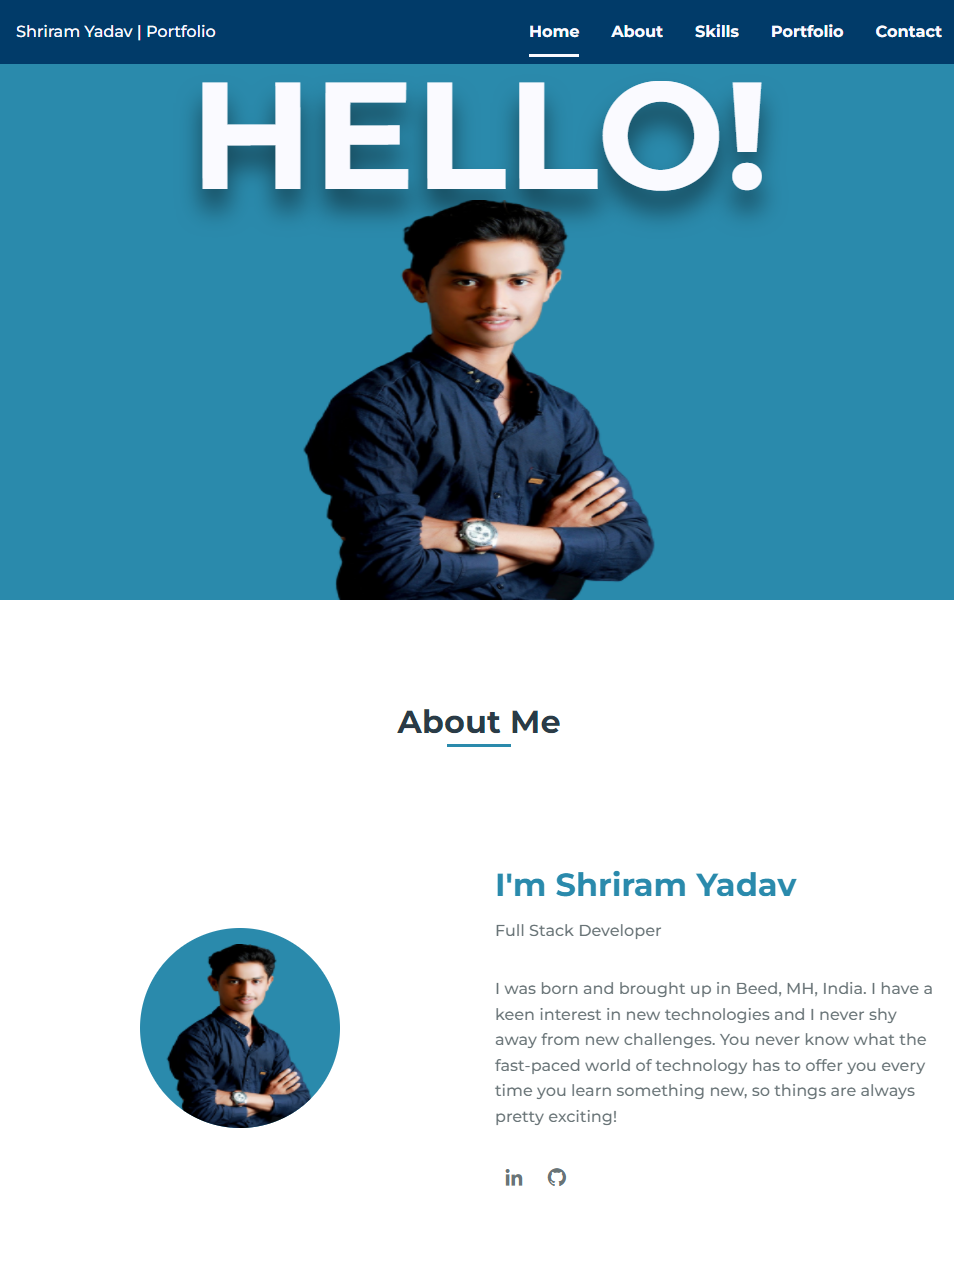 Shriram Yadav | Portfolio
Home About Skills Portfolio Contact
HELLO!
About Me
I'm Shriram Yadav
Full Stack Developer
I was born and brought up in Beed, MH, India. I have a
keen interest in new technologies and I never shy
away from new challenges. You never know what the
fast-paced world of technology has to offer you every
time you learn something new, so things are always
pretty exciting!
in